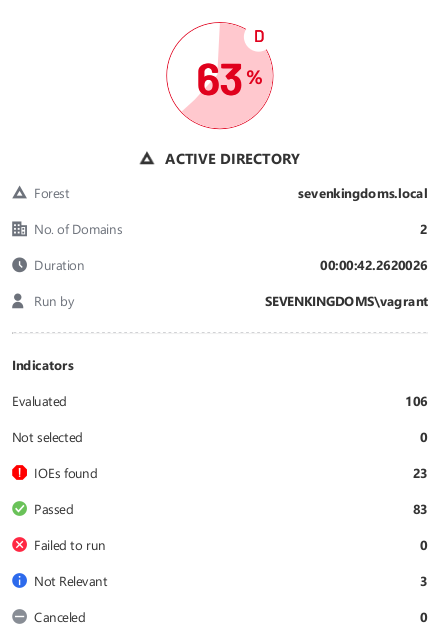 D
63 %
ACTIVE DIRECTORY
Forest sevenkingdoms.local
No. of Domains 2
Duration 00:00:42.2620026
Run by SEVENKINGDOMS\vagrant
Indicators
Evaluated 106
Not selected 0
IOEs found 23
Passed 83
Failed to run 0
Not Relevant 3
Canceled 0